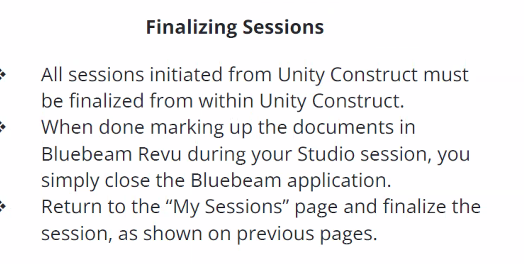 Finalizing Sessions
All sessions initiated from Unity Construct must
be finalized from within Unity Construct.
When done marking up the documents in
Bluebeam Revu during your Studio session, you
simply close the Bluebeam application.
Return to the “My Sessions” page and finalize the
session, as shown on previous pages.